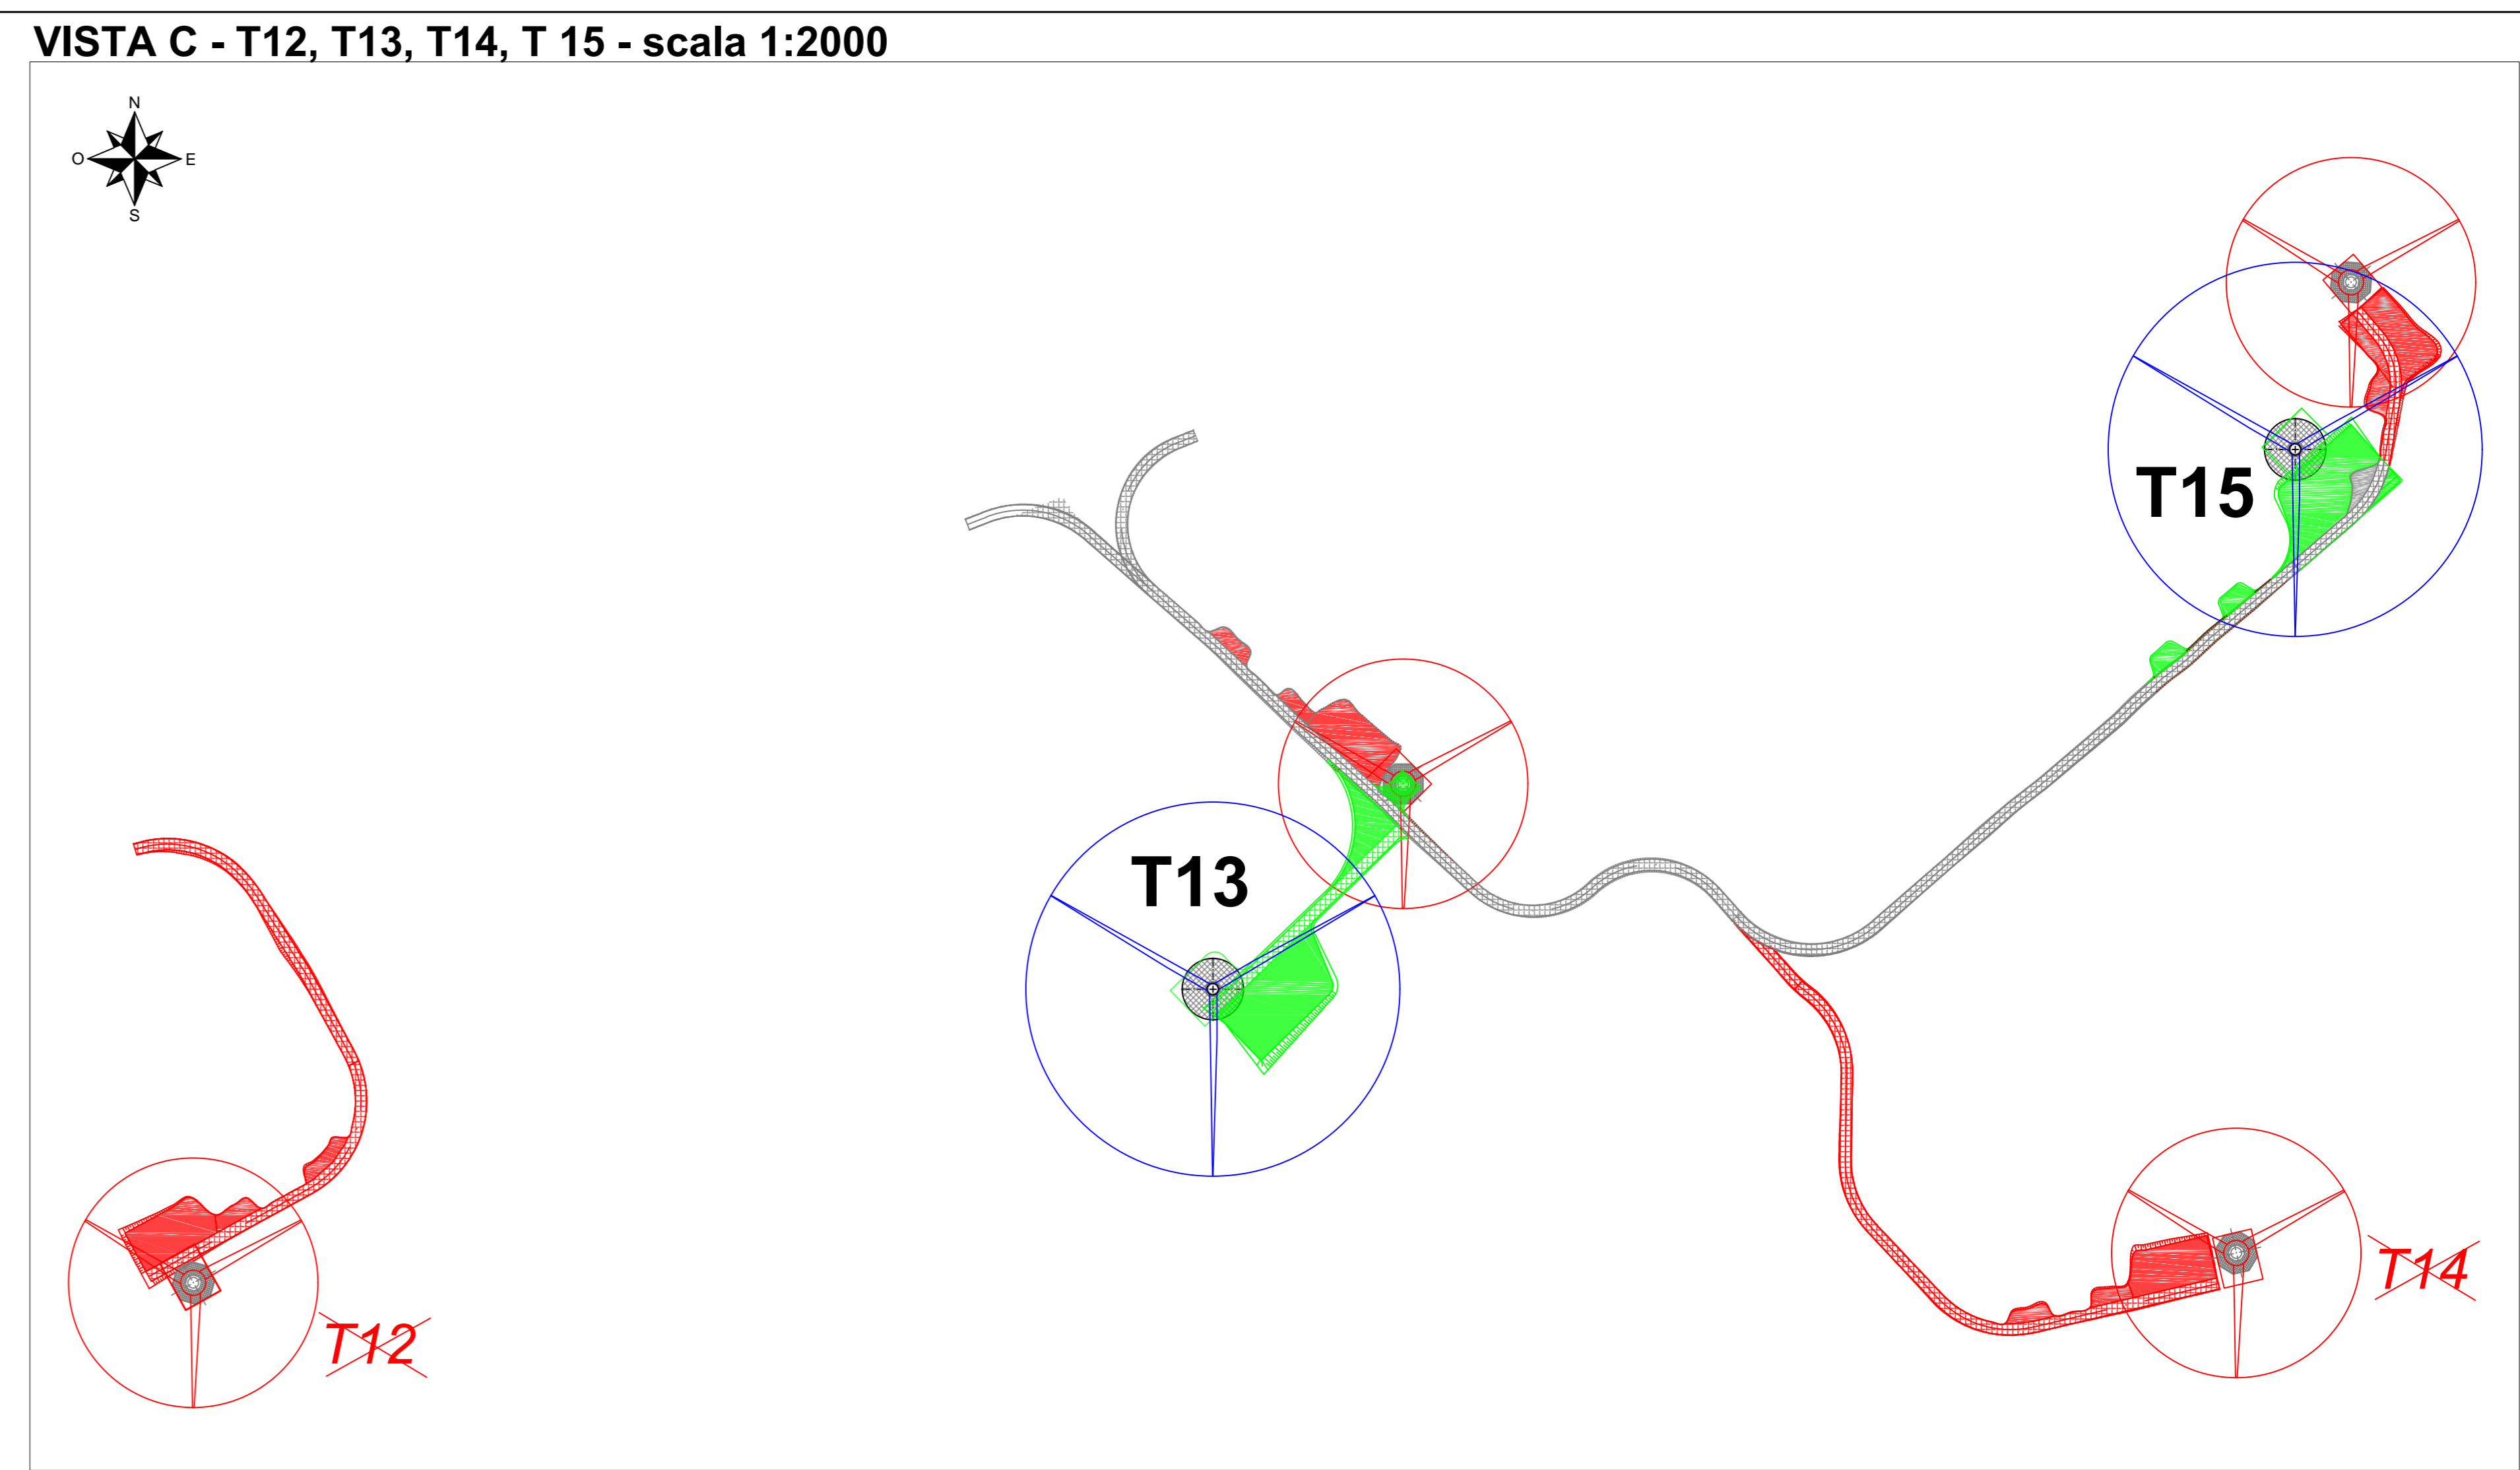 VISTA C - T12, T13, T14, T 15 - scala 1:2000
N
O E
S
T15
T13
T14
T12